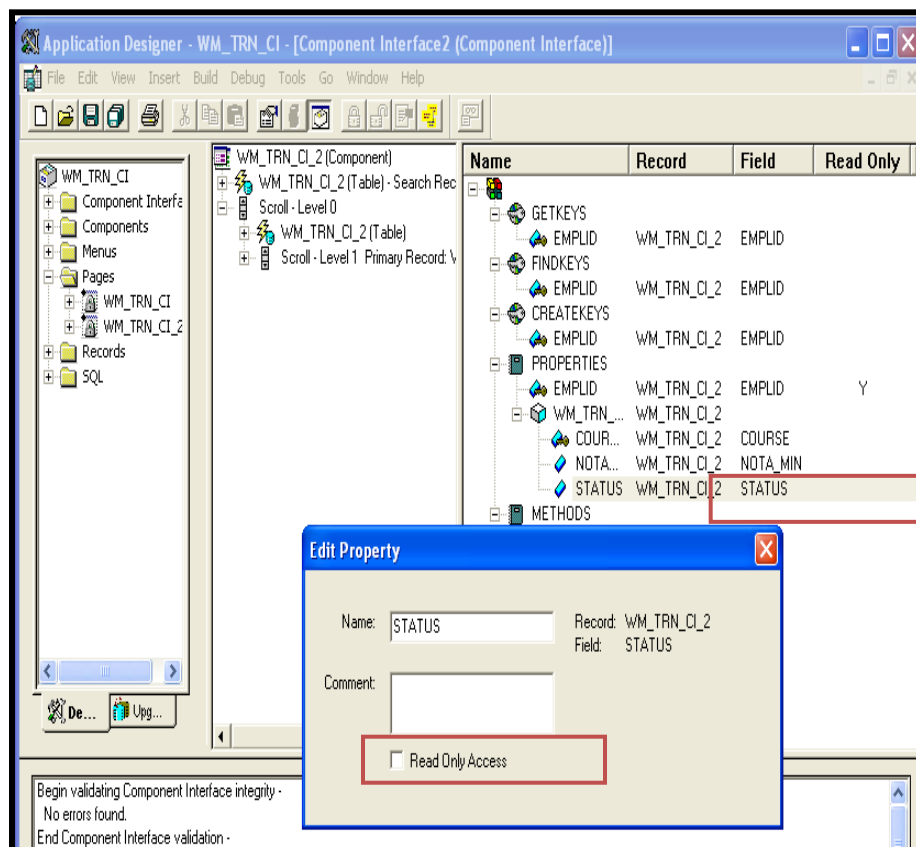 Application Designer - WM_TRN_CI - [Component Interface2 (Component Interface)]
File Edit View Insert Build Debug Tools Go Window Help
WM_TRN_CI
Component Interfa
Components
Menus
Pages
WM_TRN_CI
WM_TRN_CI_2
Records
SQL
De...
Upg...
WM_TRN_CI_2 (Component)
WM_TRN_CI_2 (Table) - Search Rec
Scroll - Level 0
WM_TRN_CI_2 (Table)
Scroll - Level 1 Primary Record: V
Name Record Field Read Only
GETKEYS
EMPLID WM_TRN_CI_2 EMPLID
FINDKEYS
EMPLID WM_TRN_CI_2 EMPLID
CREATEKEYS
EMPLID WM_TRN_CI_2 EMPLID
PROPERTIES
EMPLID WM_TRN_CI_2 EMPLID Y
WM_TRN_... WM_TRN_CI_2
COUR... WM_TRN_CI_2 COURSE
NOTA... WM_TRN_CI_2 NOTA_MIN
STATUS WM_TRN_CI_2 STATUS
METHODS
Edit Property
Name: STATUS
Record: WM_TRN_CI_2
Field: STATUS
Comment:
Read Only Access
Begin validating Component Interface integrity -
No errors found.
End Component Interface validation -